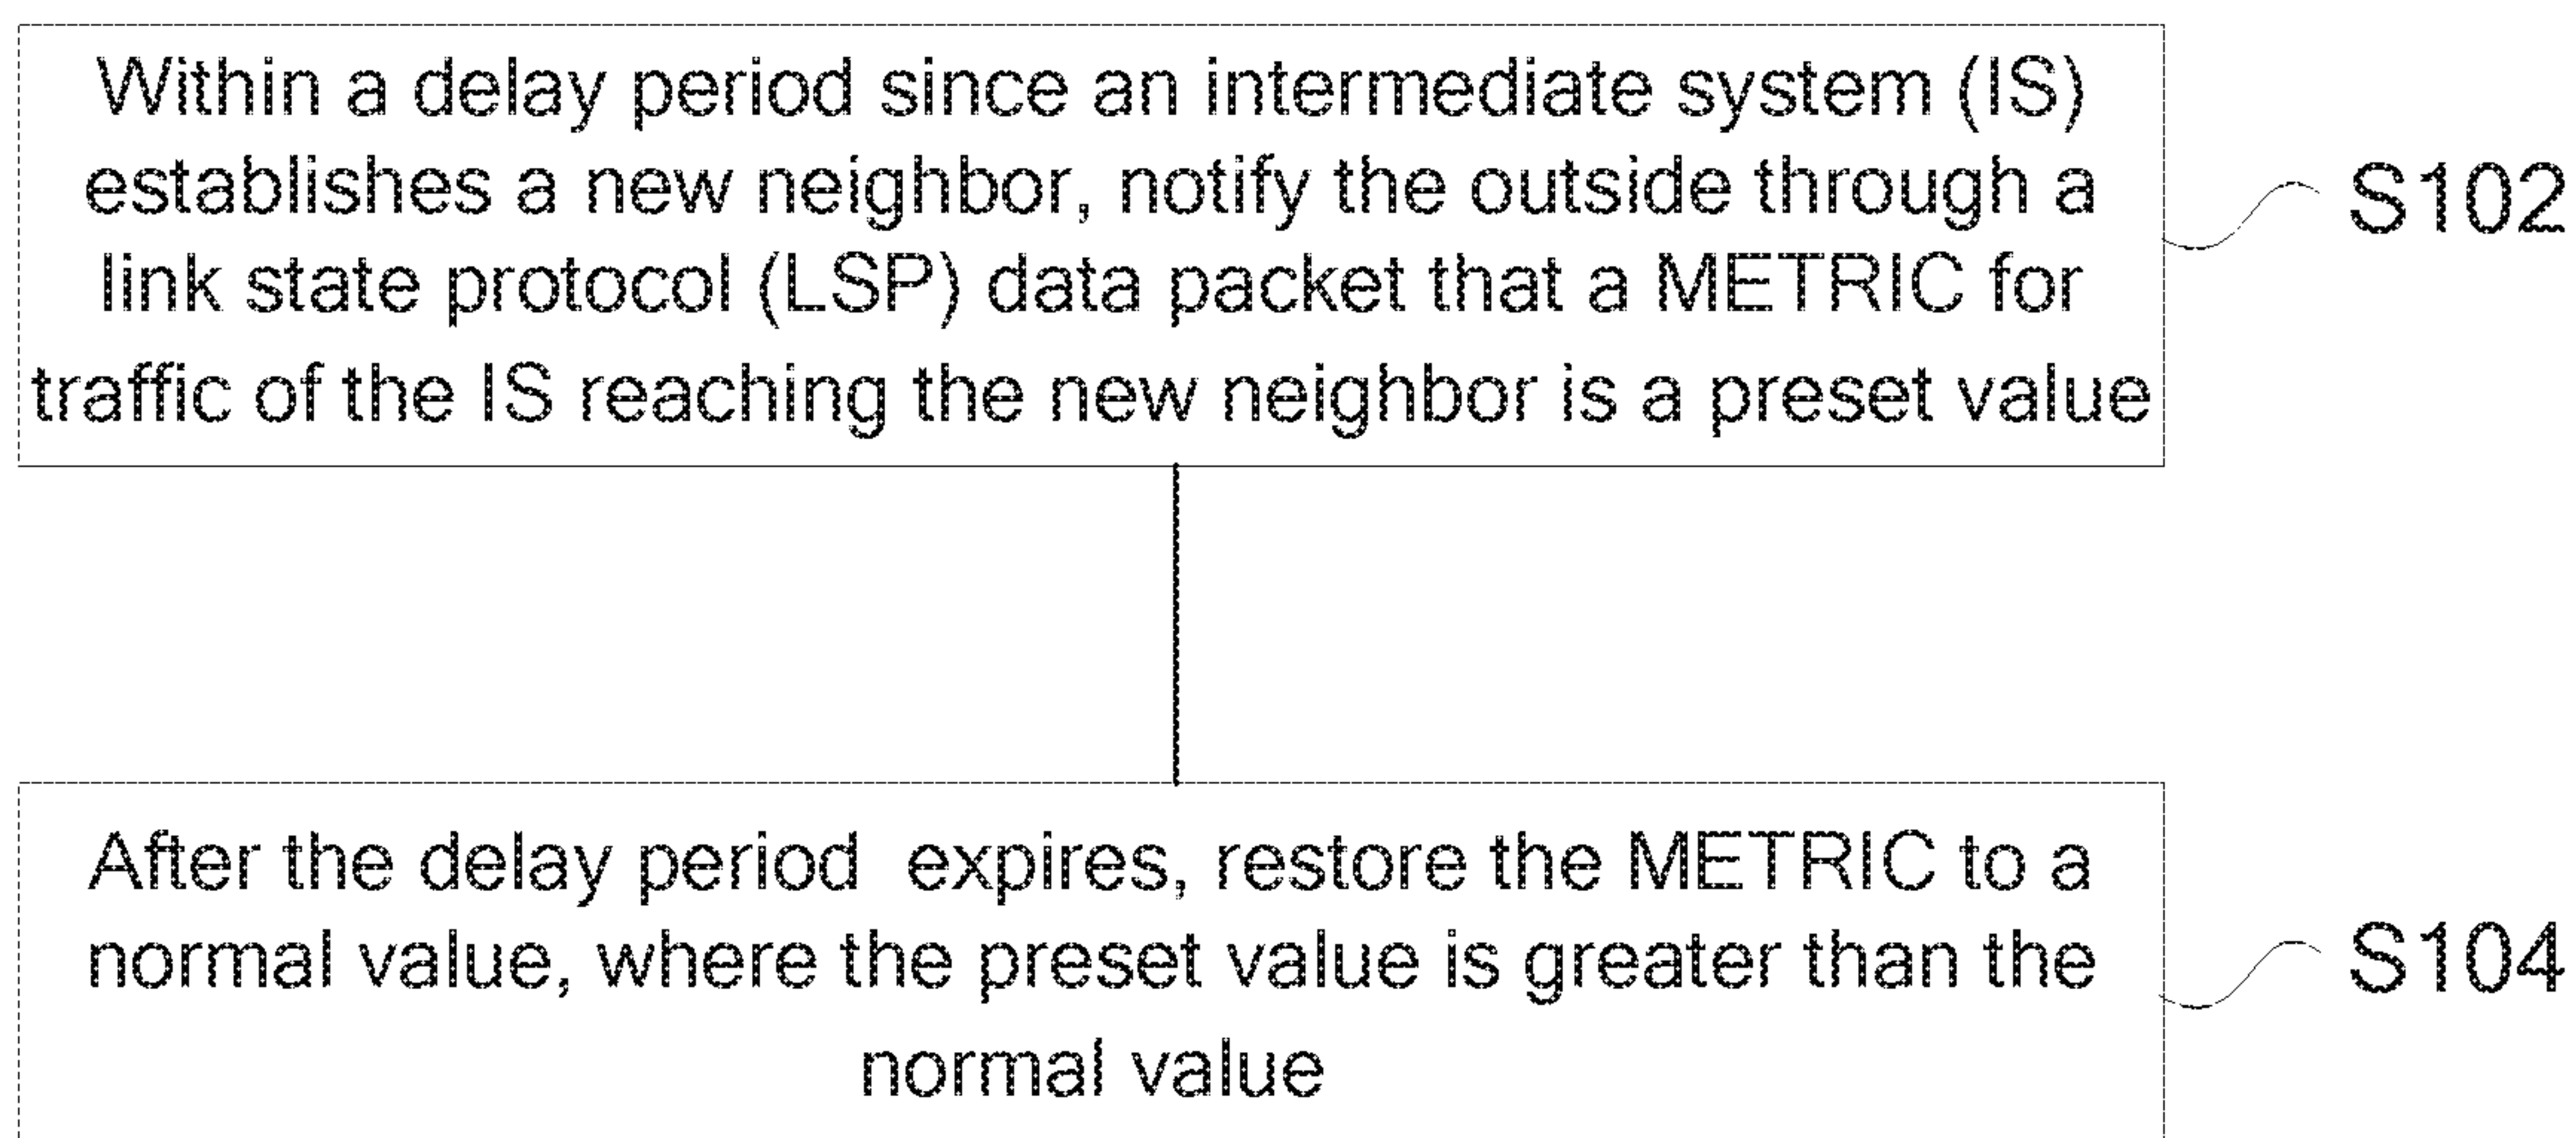 Within a delay period since an intermediate system (IS)
establishes a new neighbor, notify the outside through a
link state protocol (LSP) data packet that a METRIC for
traffic of the IS reaching the new neighbor is a preset value
S102
After the delay period expires, restore the METRIC to a
normal value, where the preset value is greater than the
normal value
S104